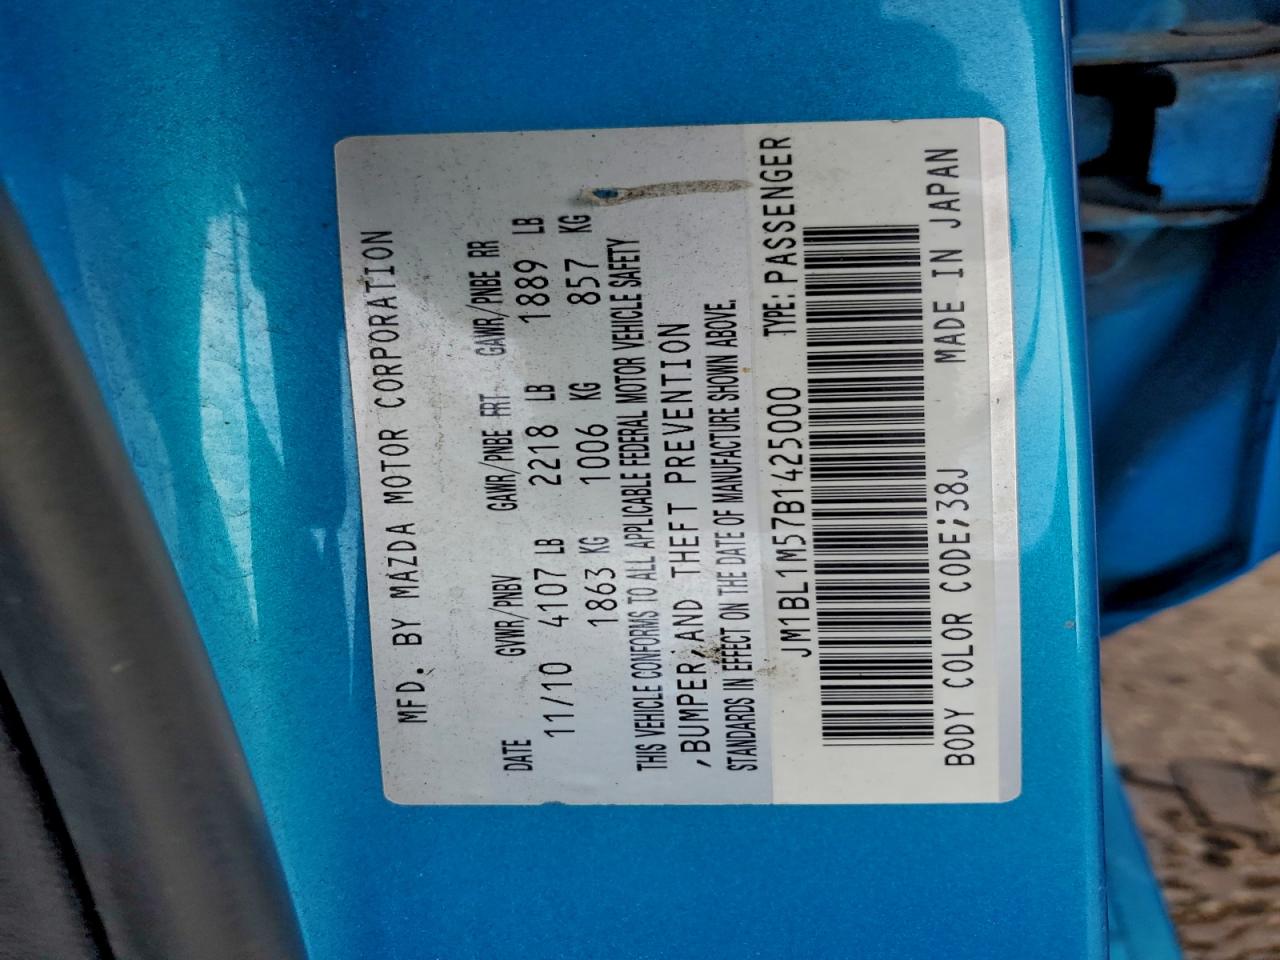 MFD. BY MAZDA MOTOR CORPORATION
DATE GVWR/PNBV GAWR/PNBE FRT GAWR/PNBE RR
11/10 4107 LB 2218 LB 1889 LB
1863 KG 1006 KG 857 KG
THIS VEHICLE CONFORMS TO ALL APPLICABLE FEDERAL MOTOR VEHICLE SAFETY
,BUMPER,AND THEFT PREVENTION
STANDARDS IN EFFECT ON THE DATE OF MANUFACTURE SHOWN ABOVE.
JM1BL1M57B1425000 TYPE: PASSENGER
BODY COLOR CODE;38J MADE IN JAPAN